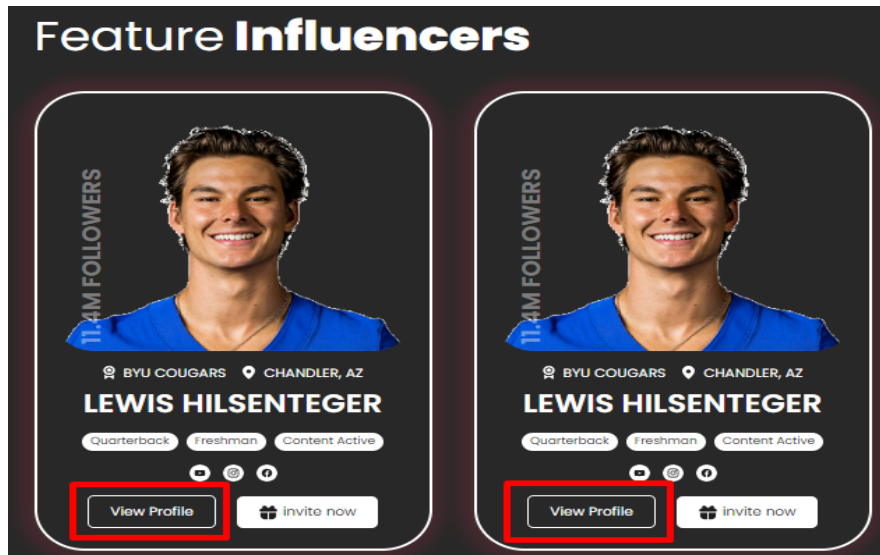 Feature Influencers
11.4M FOLLOWERS
BYU COUGARS CHANDLER, AZ
LEWIS HILSENTEGER
Quarterback Freshman Content Active
View Profile invite now
11.4M FOLLOWERS
BYU COUGARS CHANDLER, AZ
LEWIS HILSENTEGER
Quarterback Freshman Content Active
View Profile invite now